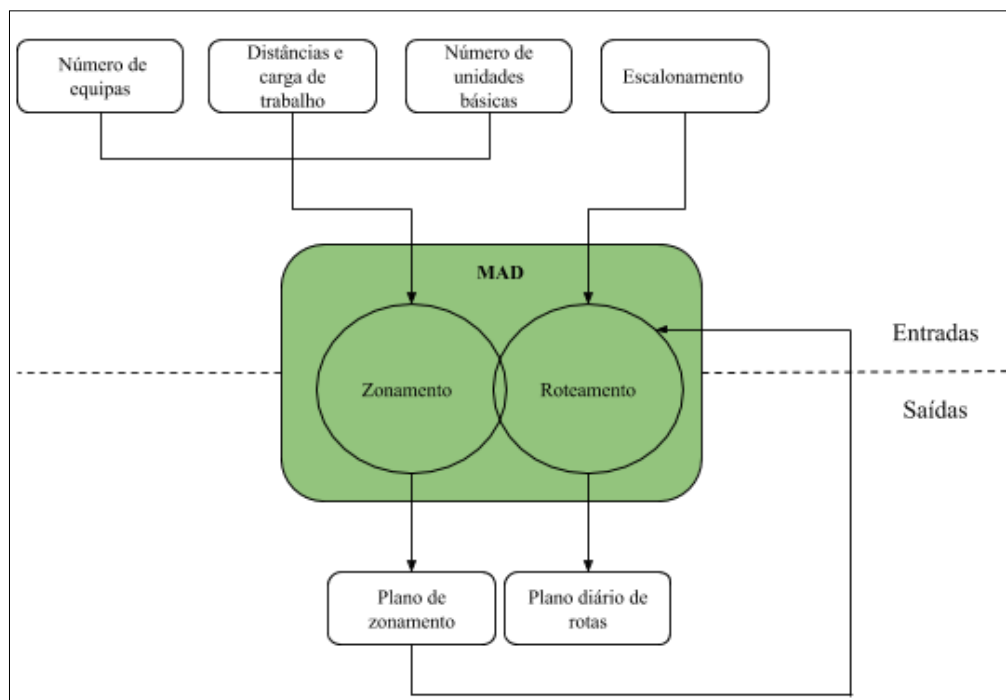 Número de
equipas
Distâncias e
carga de
trabalho
Número de
unidades
básicas
Escalonamento
MAD
Entradas
Zonamento
Roteamento
Saídas
Plano de
zonamento
Plano diário de
rotas